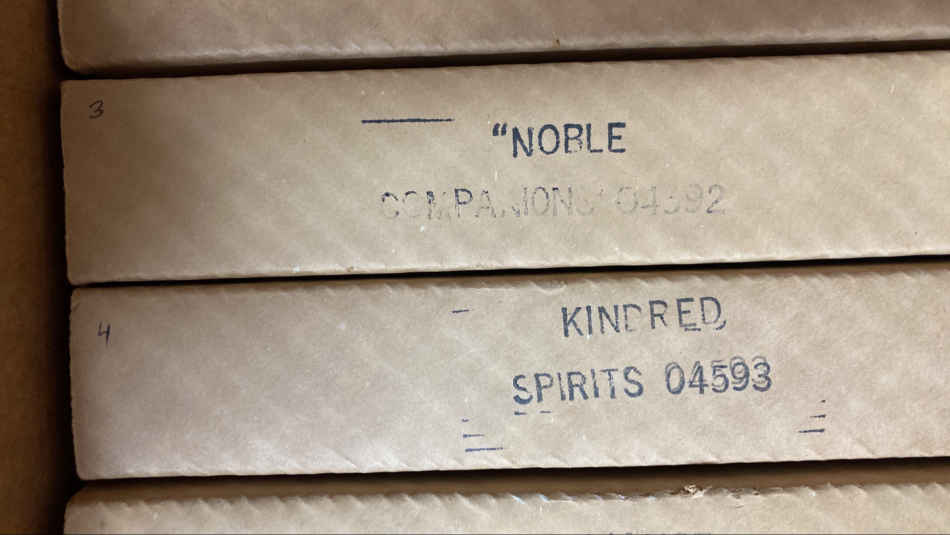 3
“NOBLE
COMPANIONS” 04592
4
KINDRED
SPIRITS 04593